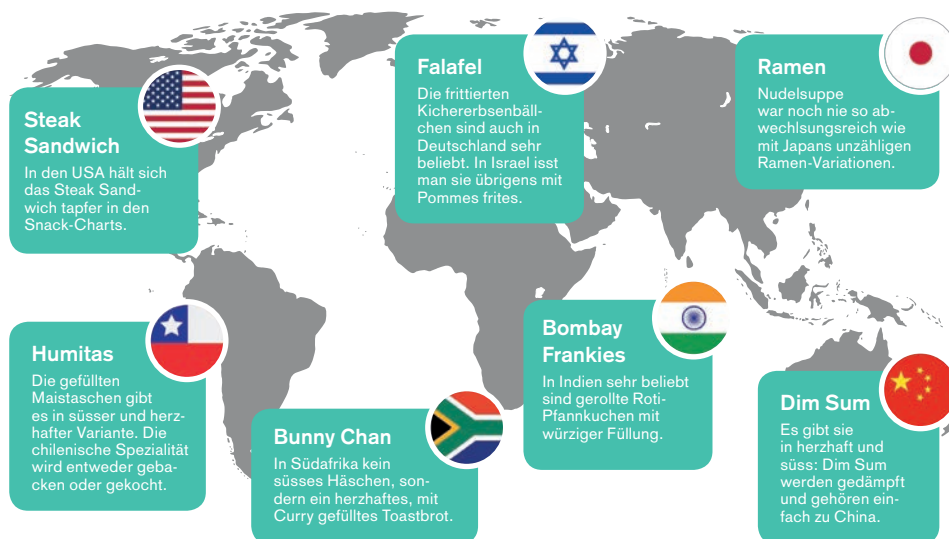 Steak
Sandwich
In den USA hält sich
das Steak Sand-
wich tapfer in den
Snack-Charts.
Falafel
Die frittierten
Kichererbsenbäll-
chen sind auch in
Deutschland sehr
beliebt. In Israel isst
man sie übrigens mit
Pommes frites.
Ramen
Nudelsuppe
war noch nie so ab-
wechlsungsreich wie
mit Japans unzähligen
Ramen-Variationen.
Humitas
Die gefüllten
Maistaschen gibt
es in süsser und herz-
hafter Variante. Die
chilenische Spezialität
wird entweder geba-
cken oder gekocht.
Bunny Chan
In Südafrika kein
süsses Häschen, son-
dern ein herzhaftes, mit
Curry gefülltes Toastbrot.
Bombay
Frankies
In Indien sehr beliebt
sind gerollte Roti-
Pfannkuchen mit
würziger Füllung.
Dim Sum
Es gibt sie
in herzhaft und
süss: Dim Sum
werden gedämpft
und gehören ein-
fach zu China.